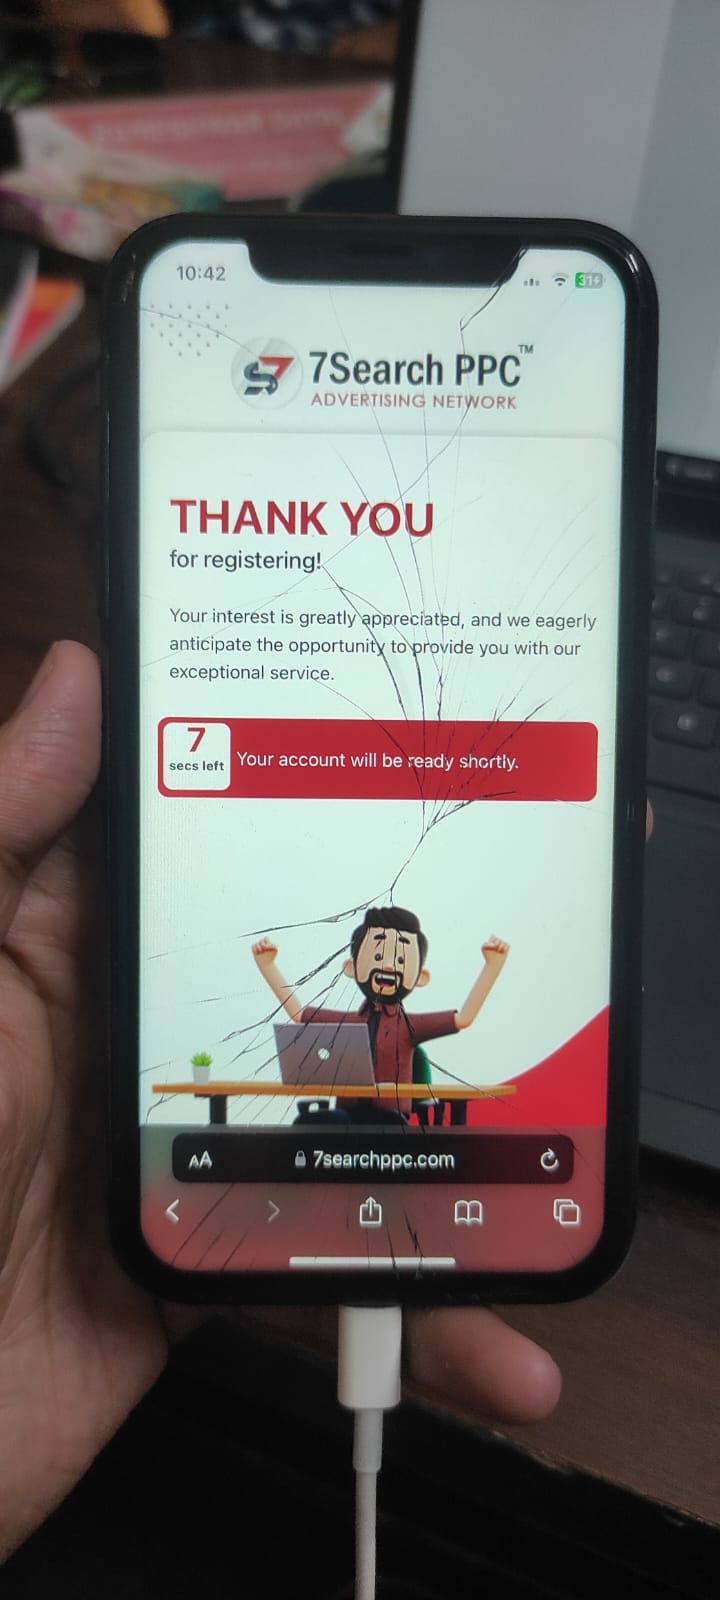 10:42
31
7Search PPC™
ADVERTISING NETWORK
THANK YOU
for registering!
Your interest is greatly appreciated, and we eagerly
anticipate the opportunity to provide you with our
exceptional service.
7
secs left
Your account will be ready shortly.
AA
7searchppc.com